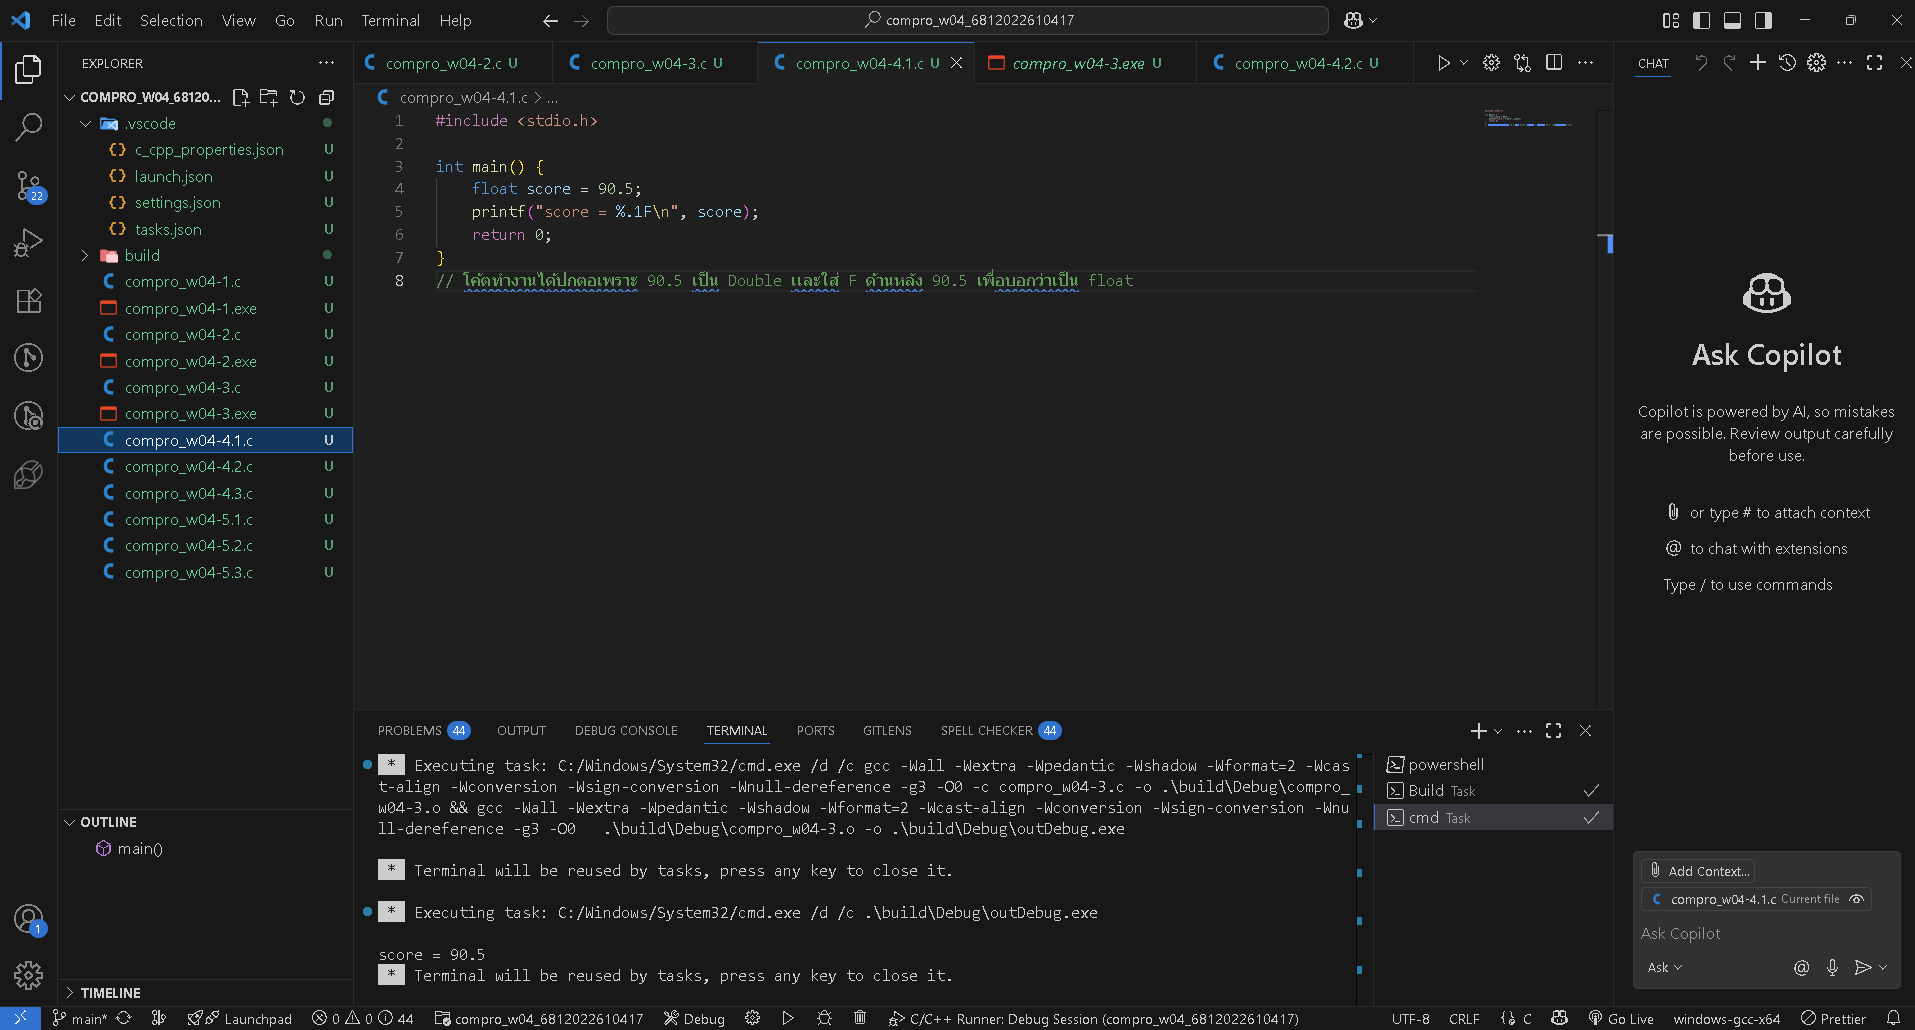 File Edit Selection View Go Run Terminal Help
compro_w04_6812022610417
EXPLORER
COMPRO_W04_68120...
.vscode
c_cpp_properties.json U
launch.json U
settings.json U
tasks.json U
build
compro_w04-1.c U
compro_w04-1.exe U
compro_w04-2.c U
compro_w04-2.exe U
compro_w04-3.c U
compro_w04-3.exe U
compro_w04-4.1.c U
compro_w04-4.2.c U
compro_w04-4.3.c U
compro_w04-5.1.c U
compro_w04-5.2.c U
compro_w04-5.3.c U
OUTLINE
main()
TIMELINE
22
1
compro_w04-2.c U compro_w04-3.c U compro_w04-4.1.c U compro_w04-3.exe U compro_w04-4.2.c U
compro_w04-4.1.c > ...
1 #include <stdio.h>
2
3 int main() {
4 float score = 90.5;
5 printf("score = %.1F\n", score);
6 return 0;
7 }
8 // โค้ตทำงานได้ปกตอเพราะ 90.5 เป็น Double เเละใส่ F ด้านหลัง 90.5 เพื่อบอกว่าเป็น float
PROBLEMS 44 OUTPUT DEBUG CONSOLE TERMINAL PORTS GITLENS SPELL CHECKER 44
* Executing task: C:/Windows/System32/cmd.exe /d /c gcc -Wall -Wextra -Wpedantic -Wshadow -Wformat=2 -Wcas
t-align -Wconversion -Wsign-conversion -Wnull-dereference -g3 -O0 -c compro_w04-3.c -o .\build\Debug\compro_
w04-3.o && gcc -Wall -Wextra -Wpedantic -Wshadow -Wformat=2 -Wcast-align -Wconversion -Wsign-conversion -Wnu
ll-dereference -g3 -O0 .\build\Debug\compro_w04-3.o -o .\build\Debug\outDebug.exe
* Terminal will be reused by tasks, press any key to close it.
* Executing task: C:/Windows/System32/cmd.exe /d /c .\build\Debug\outDebug.exe
score = 90.5
* Terminal will be reused by tasks, press any key to close it.
powershell
Build Task
cmd Task
CHAT
Ask Copilot
Copilot is powered by AI, so mistakes
are possible. Review output carefully
before use.
or type # to attach context
@ to chat with extensions
Type / to use commands
Add Context...
compro_w04-4.1.c Current file
Ask Copilot
Ask
main* Launchpad 0 0 44 compro_w04_6812022610417 Debug C/C++ Runner: Debug Session (compro_w04_6812022610417) UTF-8 CRLF C Go Live windows-gcc-x64 Prettier